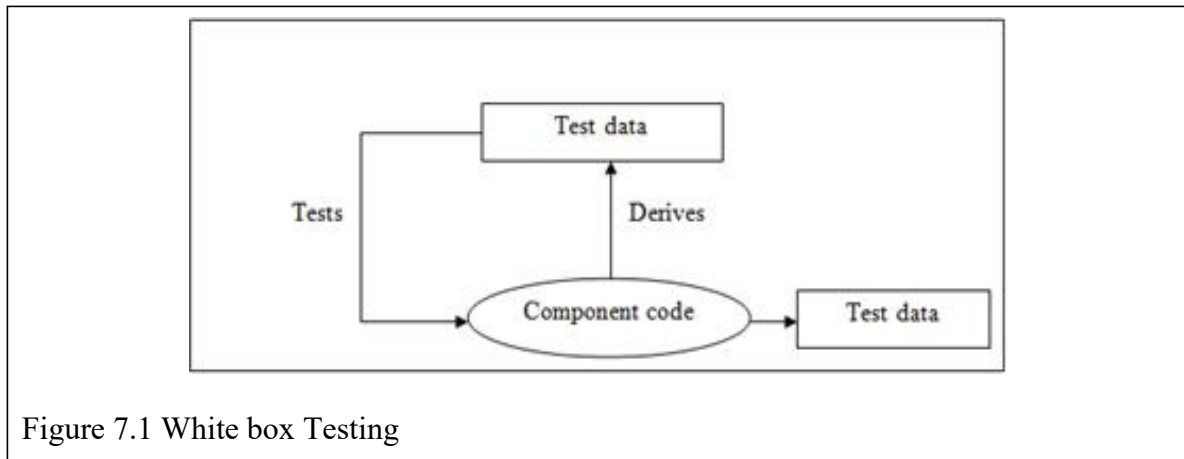 Test data
Tests
Derives
Component code
Test data
Figure 7.1 White box Testing